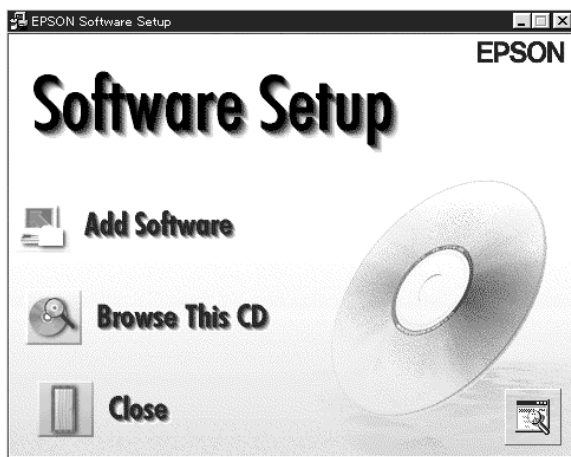 EPSON Software Setup
EPSON
Software Setup
Add Software
Browse This CD
Close